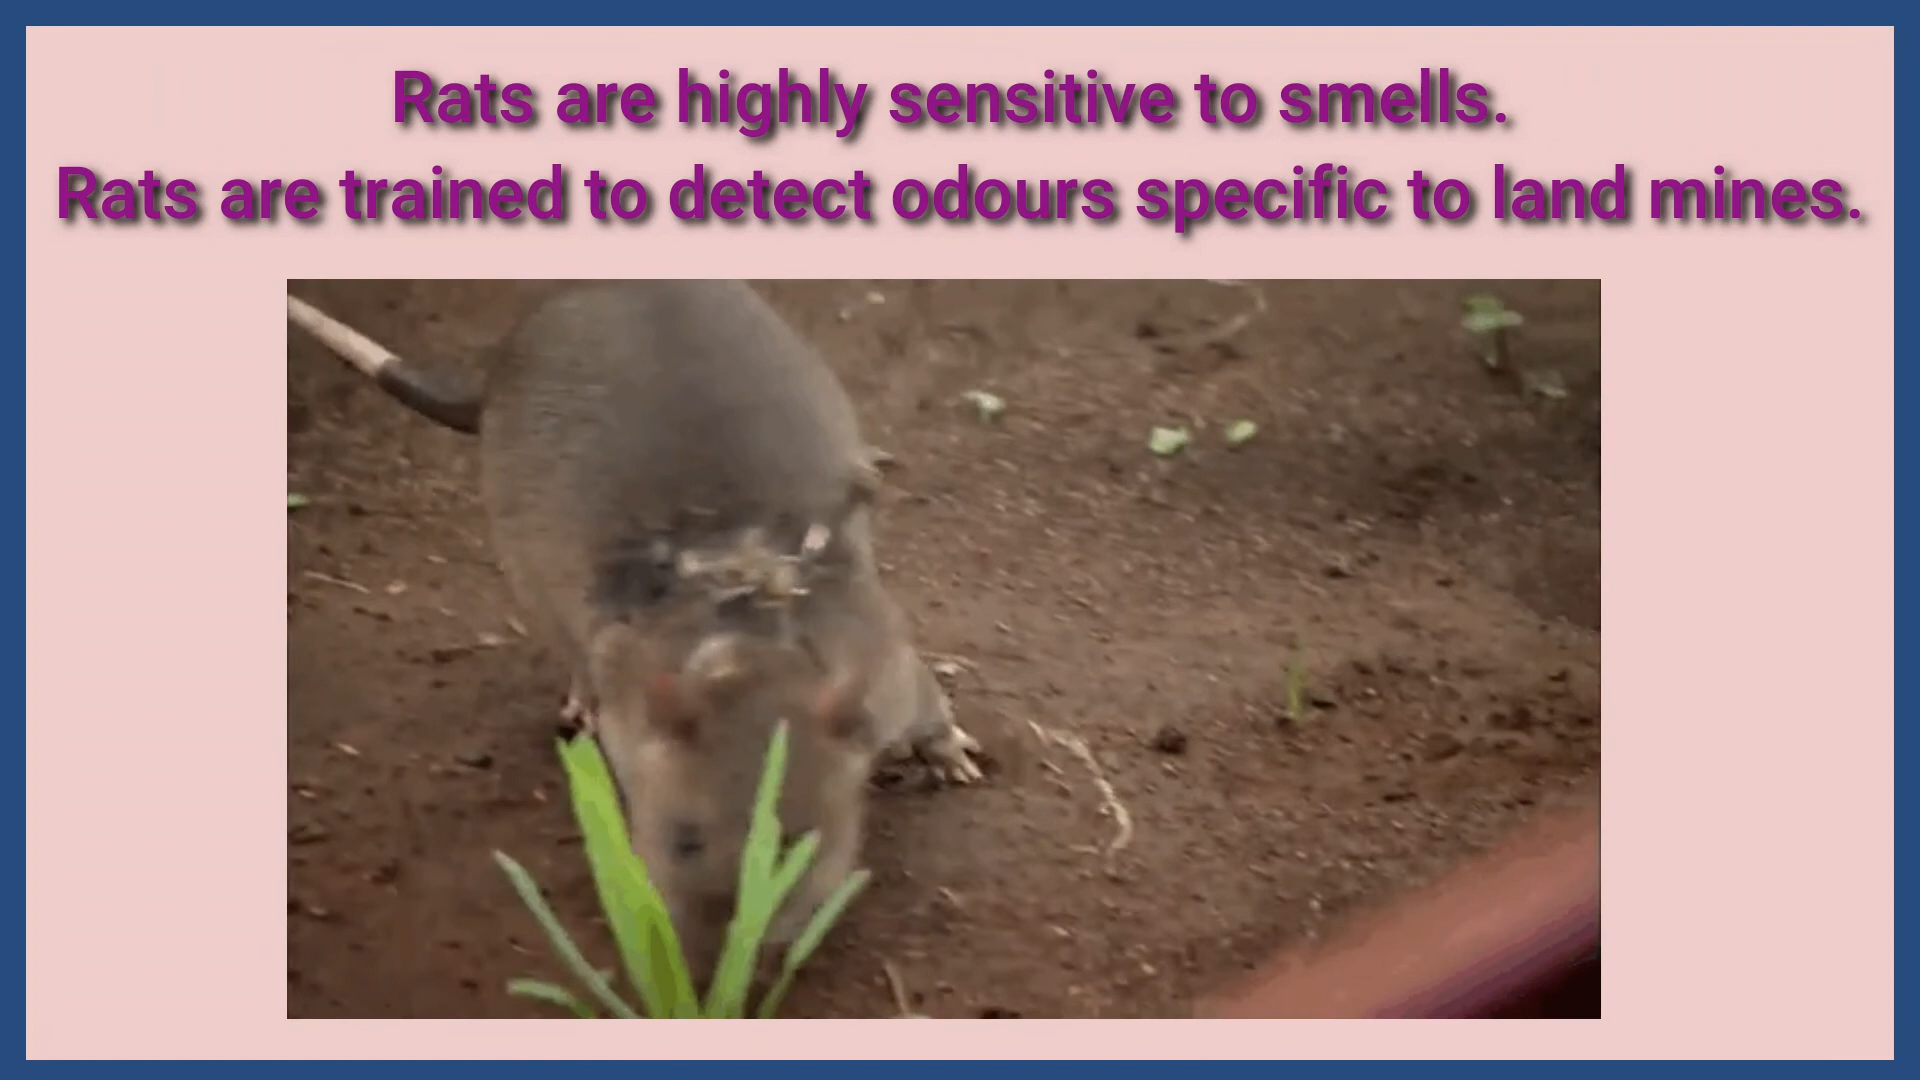 Rats are highly sensitive to smells.
Rats are trained to detect odours specific to land mines.